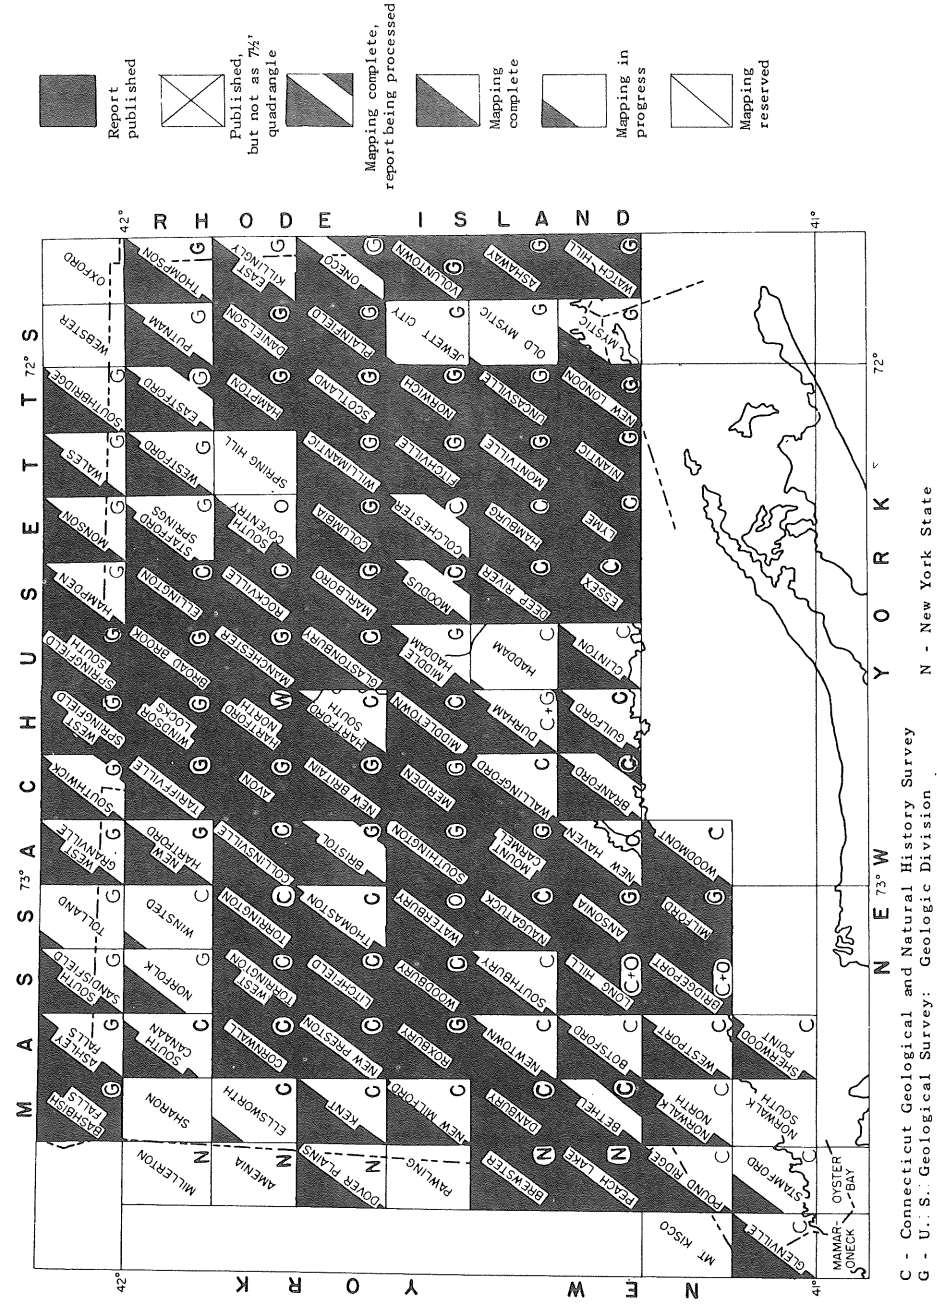 Report
published
Published,
but not as 7½'
quadrangle
Mapping complete,
report being processed
Mapping
complete
Mapping in
progress
Mapping
reserved
MASSACHUSETTS
73°
72°
42°
42°
RHODE ISLAND
NEW YORK
NEW YORK
41°
41°
73°
72°
BASHBISH FALLS G
ASHLEY FALLS G
SOUTH SANDISFIELD G
TOLLAND G
WEST GRANVILLE G
SOUTHWICK G
WEST SPRINGFIELD G
SPRINGFIELD SOUTH G
HAMPDEN G
MONSON G
WALES G
SOUTHBRIDGE G
WEBSTER
OXFORD
MILLERTON N
SHARON
SOUTH CANAAN C
NORFOLK G
WINSTED C
NEW HARTFORD G
TARIFFVILLE G
WINDSOR LOCKS G
BROAD BROOK G
ELLINGTON C
STAFFORD SPRINGS G
WESTFORD G
EASTFORD G
PUTNAM G
THOMPSON G
AMENIA N
ELLSWORTH C
CORNWALL C
WEST TORRINGTON C
TORRINGTON C
COLLINSVILLE C
AVON G
HARTFORD NORTH W
MANCHESTER G
ROCKVILLE C
SOUTH COVENTRY O
SPRING HILL
HAMPTON G
DANIELSON G
EAST KILLINGLY G
DOVER PLAINS N
KENT C
NEW PRESTON C
LITCHFIELD C
THOMASTON C
BRISTOL G
NEW BRITAIN G
HARTFORD SOUTH C
GLASTONBURY C
MARLBORO G
COLUMBIA G
WILLIMANTIC G
SCOTLAND G
PLAINFIELD G
ONECO G
PAWLING
NEW MILFORD C
ROXBURY G
WOODBURY C
WATERBURY O
SOUTHINGTON G
MERIDEN G
MIDDLETOWN C
MIDDLE HADDAM G
MOODUS
COLCHESTER C
FITCHVILLE G
NORWICH G
JEWETT CITY G
VOLUNTOWN G
BREWSTER N
DANBURY C
NEWTOWN C
SOUTHBURY C
NAUGATUCK C
MOUNT CARMEL G
WALLINGFORD C
DURHAM C+G
HADDAM C
DEEP RIVER C
HAMBURG C
MONTVILLE G
UNCASVILLE G
OLD MYSTIC G
ASHAWAY G
PEACH LAKE N
BETHEL C
BOTSFORD C
LONG HILL C+O
ANSONIA G
NEW HAVEN C
BRANFORD G
GUILFORD C
CLINTON C
ESSEX C
LYME G
NIANTIC G
NEW LONDON G
MYSTIC G
WATCH HILL G
MT KISCO
POUND RIDGE C
NORWALK NORTH C
WESTPORT C
BRIDGEPORT C+O
MILFORD G
WOODMONT C
GLENVILLE C
STAMFORD C
NORWALK SOUTH C
SHERWOOD POINT C
MAMARONECK
OYSTER BAY
C - Connecticut Geological and Natural History Survey
G - U.S. Geological Survey: Geologic Division
N - New York State